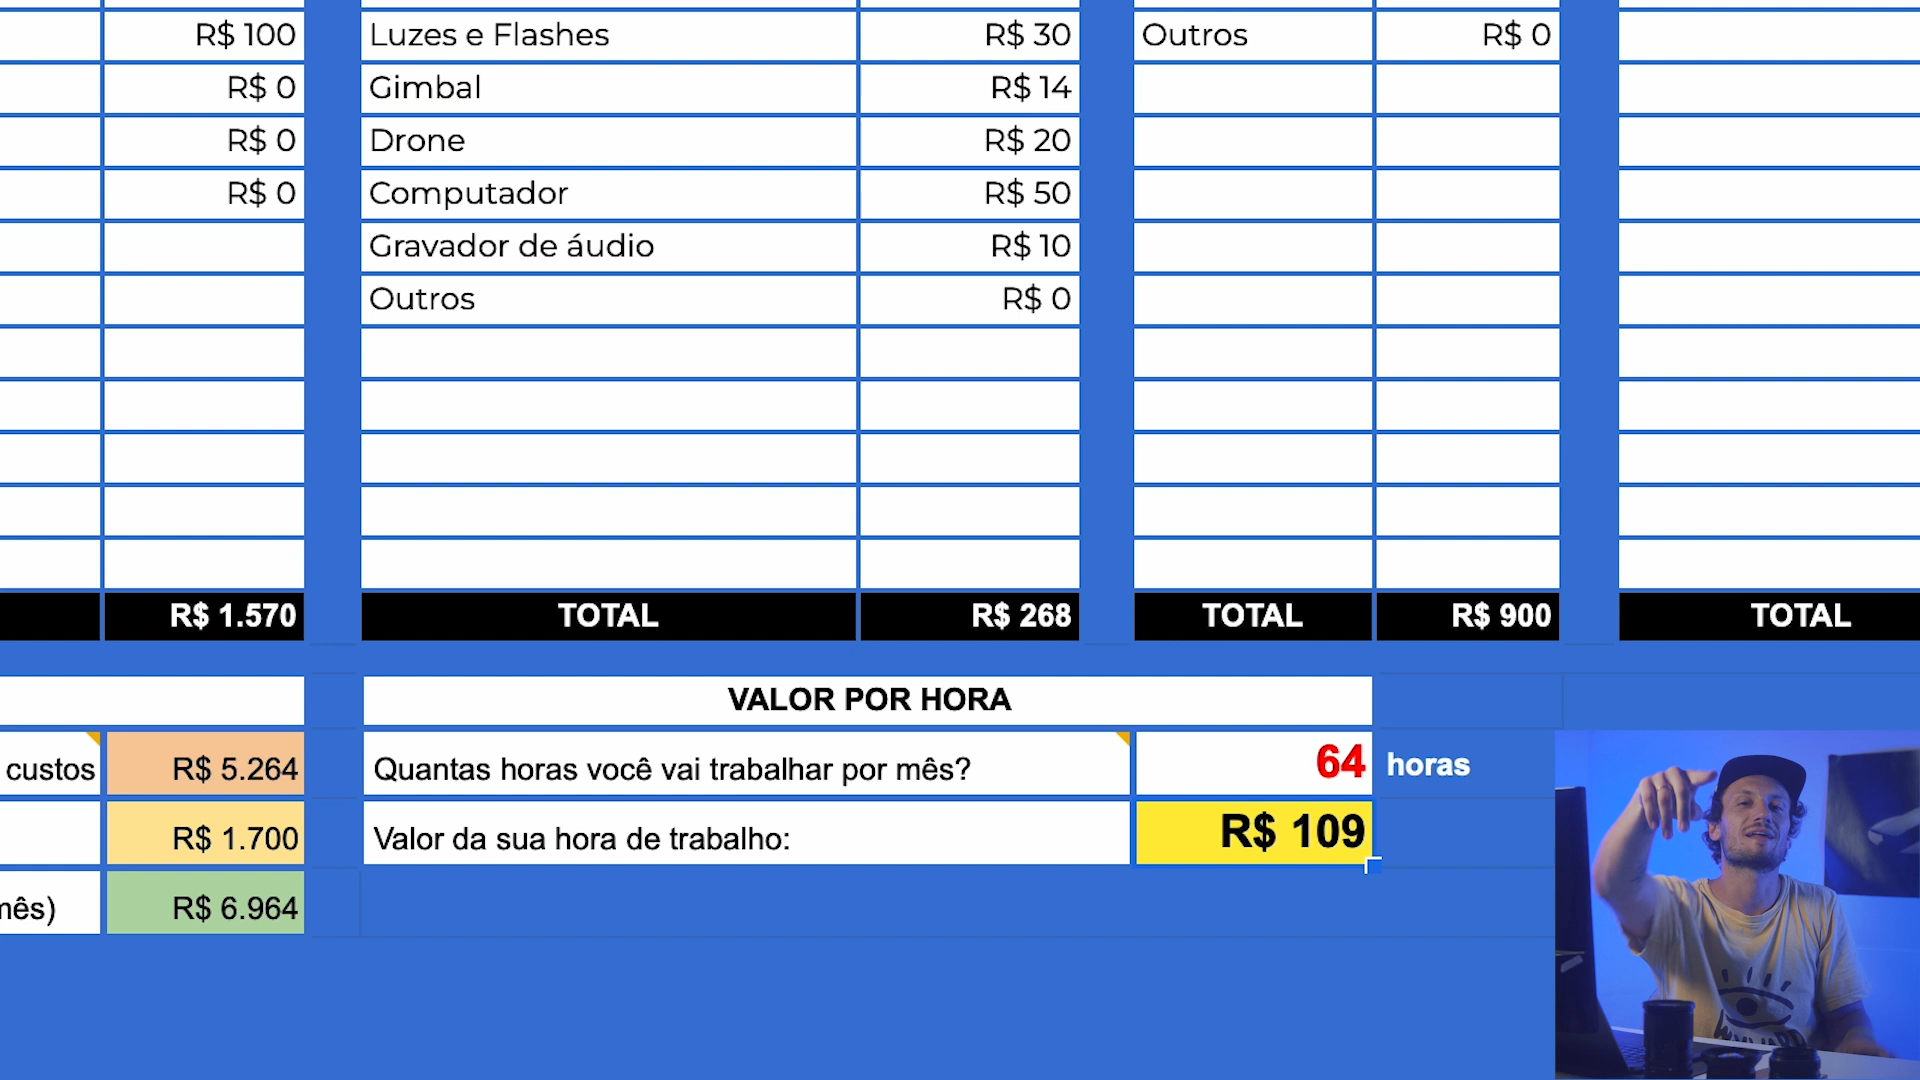 R$ 100 Luzes e Flashes R$ 30 Outros R$ 0
R$ 0 Gimbal R$ 14
R$ 0 Drone R$ 20
R$ 0 Computador R$ 50
Gravador de áudio R$ 10
Outros R$ 0
R$ 1.570 TOTAL R$ 268 TOTAL R$ 900 TOTAL
VALOR POR HORA
custos R$ 5.264 Quantas horas você vai trabalhar por mês? 64 horas
R$ 1.700 Valor da sua hora de trabalho: R$ 109
mês) R$ 6.964